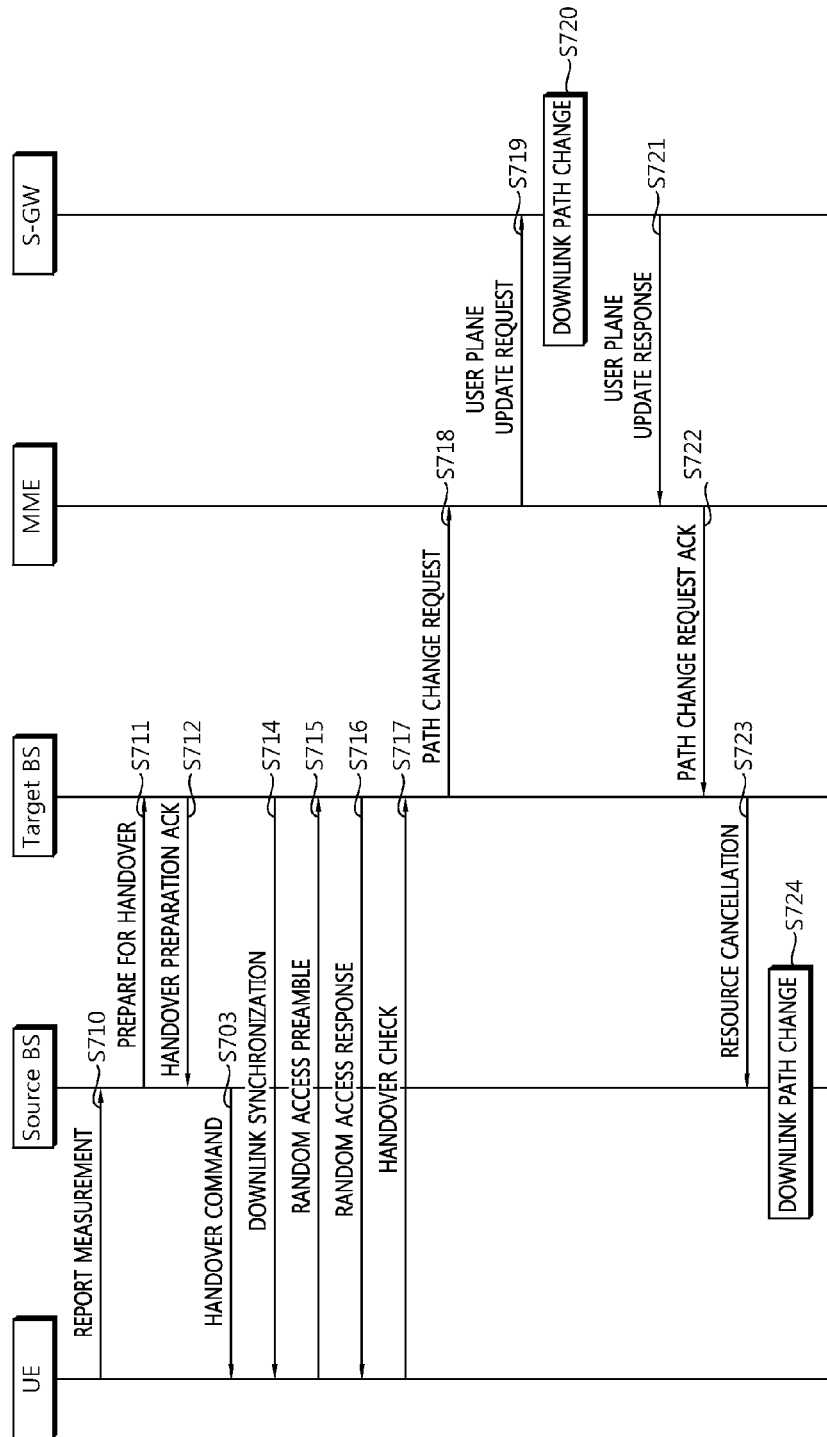 UE
Source BS
Target BS
MME
S-GW
REPORT MEASUREMENT
S710
PREPARE FOR HANDOVER
S711
HANDOVER PREPARATION ACK
S712
HANDOVER COMMAND
S703
DOWNLINK SYNCHRONIZATION
S714
RANDOM ACCESS PREAMBLE
S715
RANDOM ACCESS RESPONSE
S716
HANDOVER CHECK
S717
PATH CHANGE REQUEST
S718
USER PLANE
UPDATE REQUEST
S719
DOWNLINK PATH CHANGE
S720
USER PLANE
UPDATE RESPONSE
S721
PATH CHANGE REQUEST ACK
S722
RESOURCE CANCELLATION
S723
DOWNLINK PATH CHANGE
S724